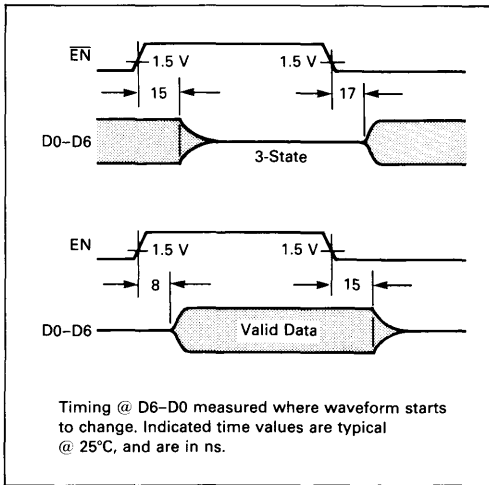 EN
1.5 V 1.5 V
15 17
D0–D6
3-State
EN
1.5 V 1.5 V
8 15
D0–D6 Valid Data
Timing @ D6–D0 measured where waveform starts
to change. Indicated time values are typical
@ 25°C, and are in ns.